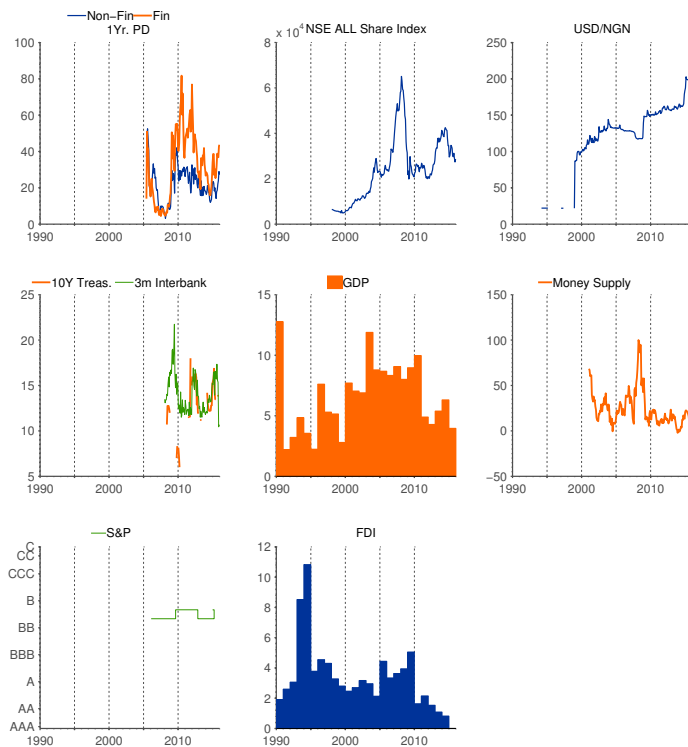 Non-Fin Fin
1Yr. PD
100
80
60
40
20
0
1990 2000 2010
x 10^4 NSE ALL Share Index
8
6
4
2
0
1990 2000 2010
USD/NGN
250
200
150
100
50
0
1990 2000 2010
10Y Treas. 3m Interbank
25
20
15
10
5
1990 2000 2010
GDP
15
10
5
0
1990 2000 2010
Money Supply
150
100
50
0
-50
1990 2000 2010
S&P
C
CC
CCC
B
BB
BBB
A
AA
AAA
1990 2000 2010
FDI
12
10
8
6
4
2
0
1990 2000 2010